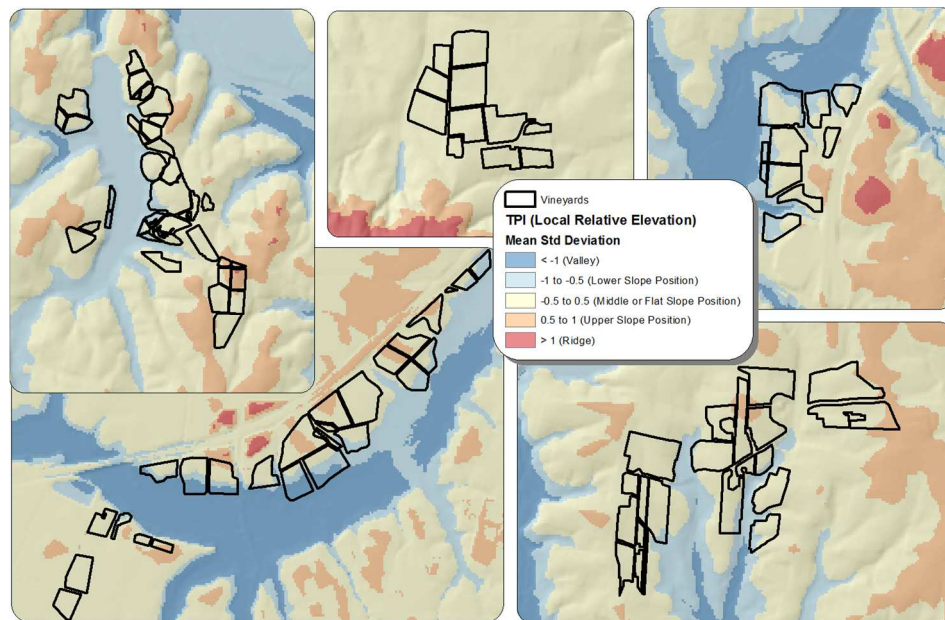 Vineyards
TPI (Local Relative Elevation)
Mean Std Deviation
< -1 (Valley)
-1 to -0.5 (Lower Slope Position)
-0.5 to 0.5 (Middle or Flat Slope Position)
0.5 to 1 (Upper Slope Position)
> 1 (Ridge)